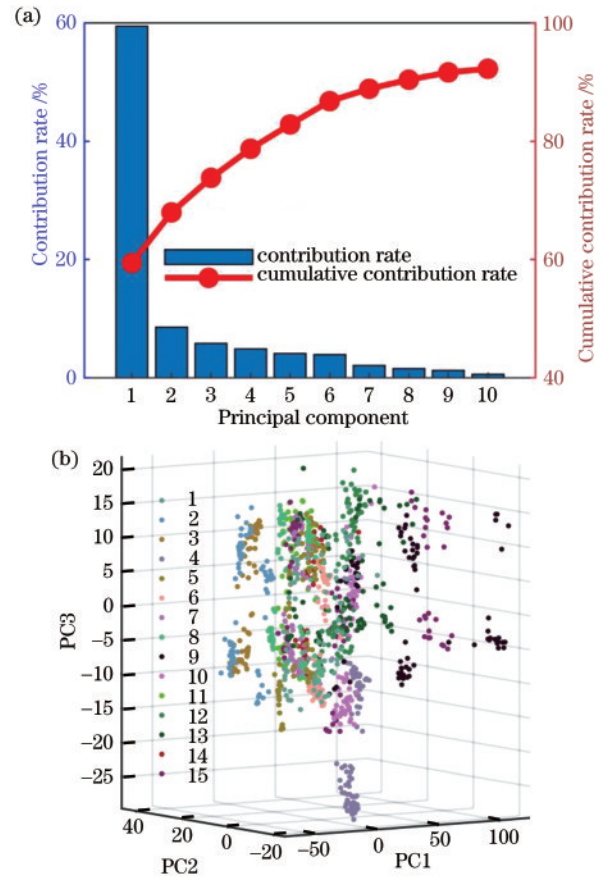 (a)
60
40
20
0
Contribution rate /%
100
80
60
40
Cumulative contribution rate /%
contribution rate
cumulative contribution rate
1 2 3 4 5 6 7 8 9 10
Principal component
(b)
20
15
10
5
0
−5
−10
−15
−20
−25
PC3
1
2
3
4
5
6
7
8
9
10
11
12
13
14
15
40 20 0 −20
PC2
−50 0 50 100
PC1